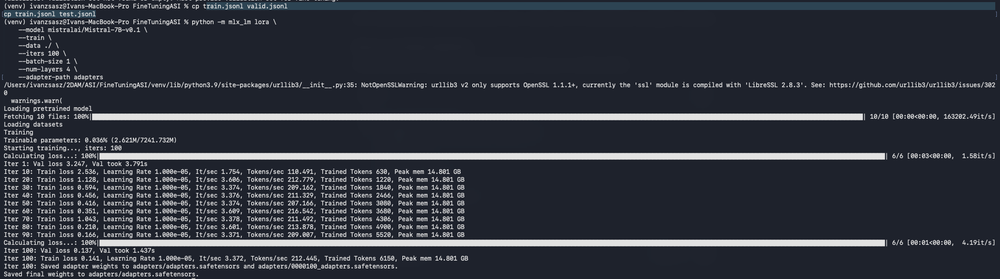 (venv) ivanzsasz@Ivans-MacBook-Pro FineTuningASI % cp train.jsonl valid.jsonl
cp train.jsonl test.jsonl
(venv) ivanzsasz@Ivans-MacBook-Pro FineTuningASI % python -m mlx_lm lora \
--model mistralai/Mistral-7B-v0.1 \
--train \
--data ./ \
--iters 100 \
--batch-size 1 \
--num-layers 4 \
--adapter-path adapters
/Users/ivanzsasz/2DAM/ASI/FineTuningASI/venv/lib/python3.9/site-packages/urllib3/__init__.py:35: NotOpenSSLWarning: urllib3 v2 only supports OpenSSL 1.1.1+, currently the 'ssl' module is compiled with 'LibreSSL 2.8.3'. See: https://github.com/urllib3/urllib3/issues/302
0
warnings.warn(
Loading pretrained model
Fetching 10 files: 100%| | 10/10 [00:00<00:00, 163202.49it/s]
Loading datasets
Training
Trainable parameters: 0.036% (2.621M/7241.732M)
Starting training..., iters: 100
Calculating loss...: 100%| | 6/6 [00:03<00:00, 1.58it/s]
Iter 1: Val loss 3.247, Val took 3.791s
Iter 10: Train loss 2.536, Learning Rate 1.000e-05, It/sec 1.754, Tokens/sec 110.491, Trained Tokens 630, Peak mem 14.801 GB
Iter 20: Train loss 1.128, Learning Rate 1.000e-05, It/sec 3.606, Tokens/sec 212.779, Trained Tokens 1220, Peak mem 14.801 GB
Iter 30: Train loss 0.594, Learning Rate 1.000e-05, It/sec 3.374, Tokens/sec 209.162, Trained Tokens 1840, Peak mem 14.801 GB
Iter 40: Train loss 0.456, Learning Rate 1.000e-05, It/sec 3.376, Tokens/sec 211.329, Trained Tokens 2466, Peak mem 14.801 GB
Iter 50: Train loss 0.416, Learning Rate 1.000e-05, It/sec 3.374, Tokens/sec 207.166, Trained Tokens 3080, Peak mem 14.801 GB
Iter 60: Train loss 0.351, Learning Rate 1.000e-05, It/sec 3.609, Tokens/sec 216.542, Trained Tokens 3680, Peak mem 14.801 GB
Iter 70: Train loss 1.043, Learning Rate 1.000e-05, It/sec 3.378, Tokens/sec 211.492, Trained Tokens 4306, Peak mem 14.801 GB
Iter 80: Train loss 0.210, Learning Rate 1.000e-05, It/sec 3.601, Tokens/sec 213.878, Trained Tokens 4900, Peak mem 14.801 GB
Iter 90: Train loss 0.166, Learning Rate 1.000e-05, It/sec 3.371, Tokens/sec 209.007, Trained Tokens 5520, Peak mem 14.801 GB
Calculating loss...: 100%| | 6/6 [00:01<00:00, 4.19it/s]
Iter 100: Val loss 0.137, Val took 1.437s
Iter 100: Train loss 0.141, Learning Rate 1.000e-05, It/sec 3.372, Tokens/sec 212.445, Trained Tokens 6150, Peak mem 14.801 GB
Iter 100: Saved adapter weights to adapters/adapters.safetensors and adapters/0000100_adapters.safetensors.
Saved final weights to adapters/adapters.safetensors.